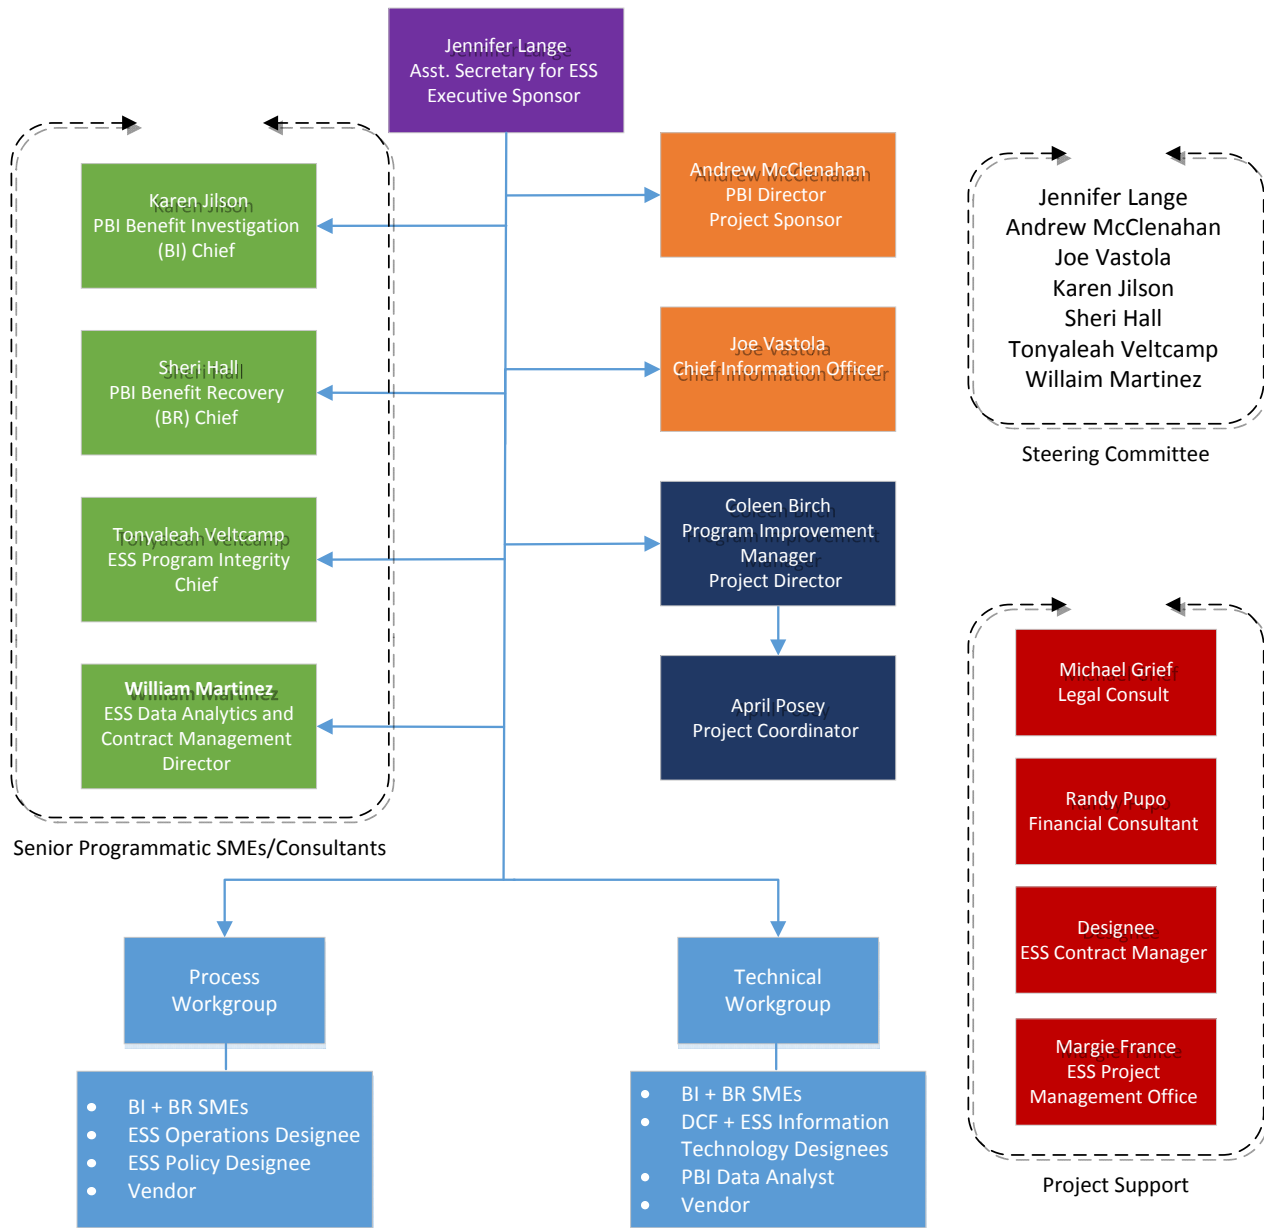 Jennifer Lange
Asst. Secretary for ESS
Executive Sponsor
Karen Jilson
PBI Benefit Investigation
(BI) Chief
Sheri Hall
PBI Benefit Recovery
(BR) Chief
Tonyaleah Veltcamp
ESS Program Integrity
Chief
William Martinez
ESS Data Analytics and
Contract Management
Director
Senior Programmatic SMEs/Consultants
Andrew McClenahan
PBI Director
Project Sponsor
Joe Vastola
Chief Information Officer
Coleen Birch
Program Improvement
Manager
Project Director
April Posey
Project Coordinator
Jennifer Lange
Andrew McClenahan
Joe Vastola
Karen Jilson
Sheri Hall
Tonyaleah Veltcamp
Willaim Martinez
Steering Committee
Michael Grief
Legal Consult
Randy Pupo
Financial Consultant
Designee
ESS Contract Manager
Margie France
ESS Project
Management Office
Project Support
Process
Workgroup
• BI + BR SMEs
• ESS Operations Designee
• ESS Policy Designee
• Vendor
Technical
Workgroup
• BI + BR SMEs
• DCF + ESS Information
Technology Designees
• PBI Data Analyst
• Vendor